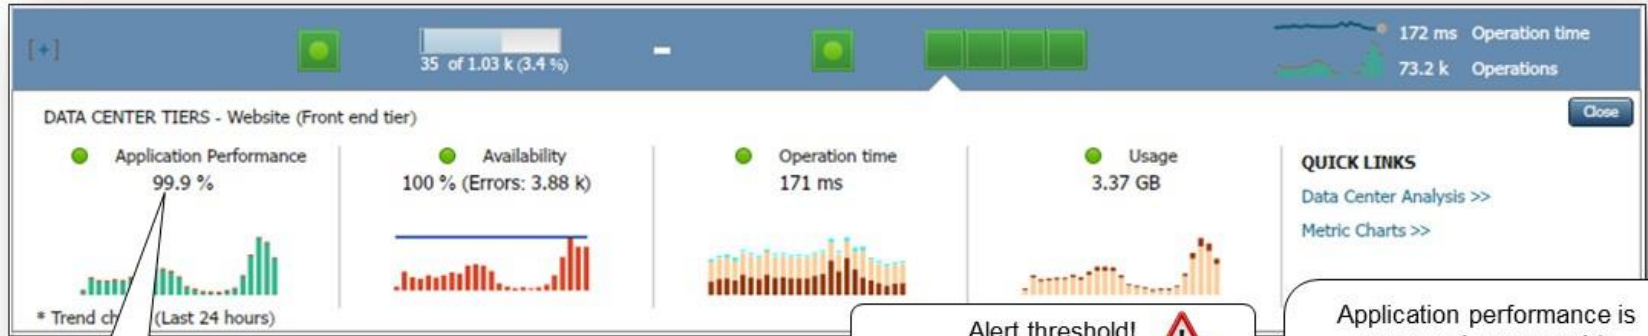 [+]
35 of 1.03 k (3.4 %)
-
172 ms Operation time
73.2 k Operations
DATA CENTER TIERS - Website (Front end tier)
Close
Application Performance
99.9 %
Availability
100 % (Errors: 3.88 k)
Operation time
171 ms
Usage
3.37 GB
QUICK LINKS
Data Center Analysis >>
Metric Charts >>
* Trend (Last 24 hours)
Alert threshold!
Application performance is